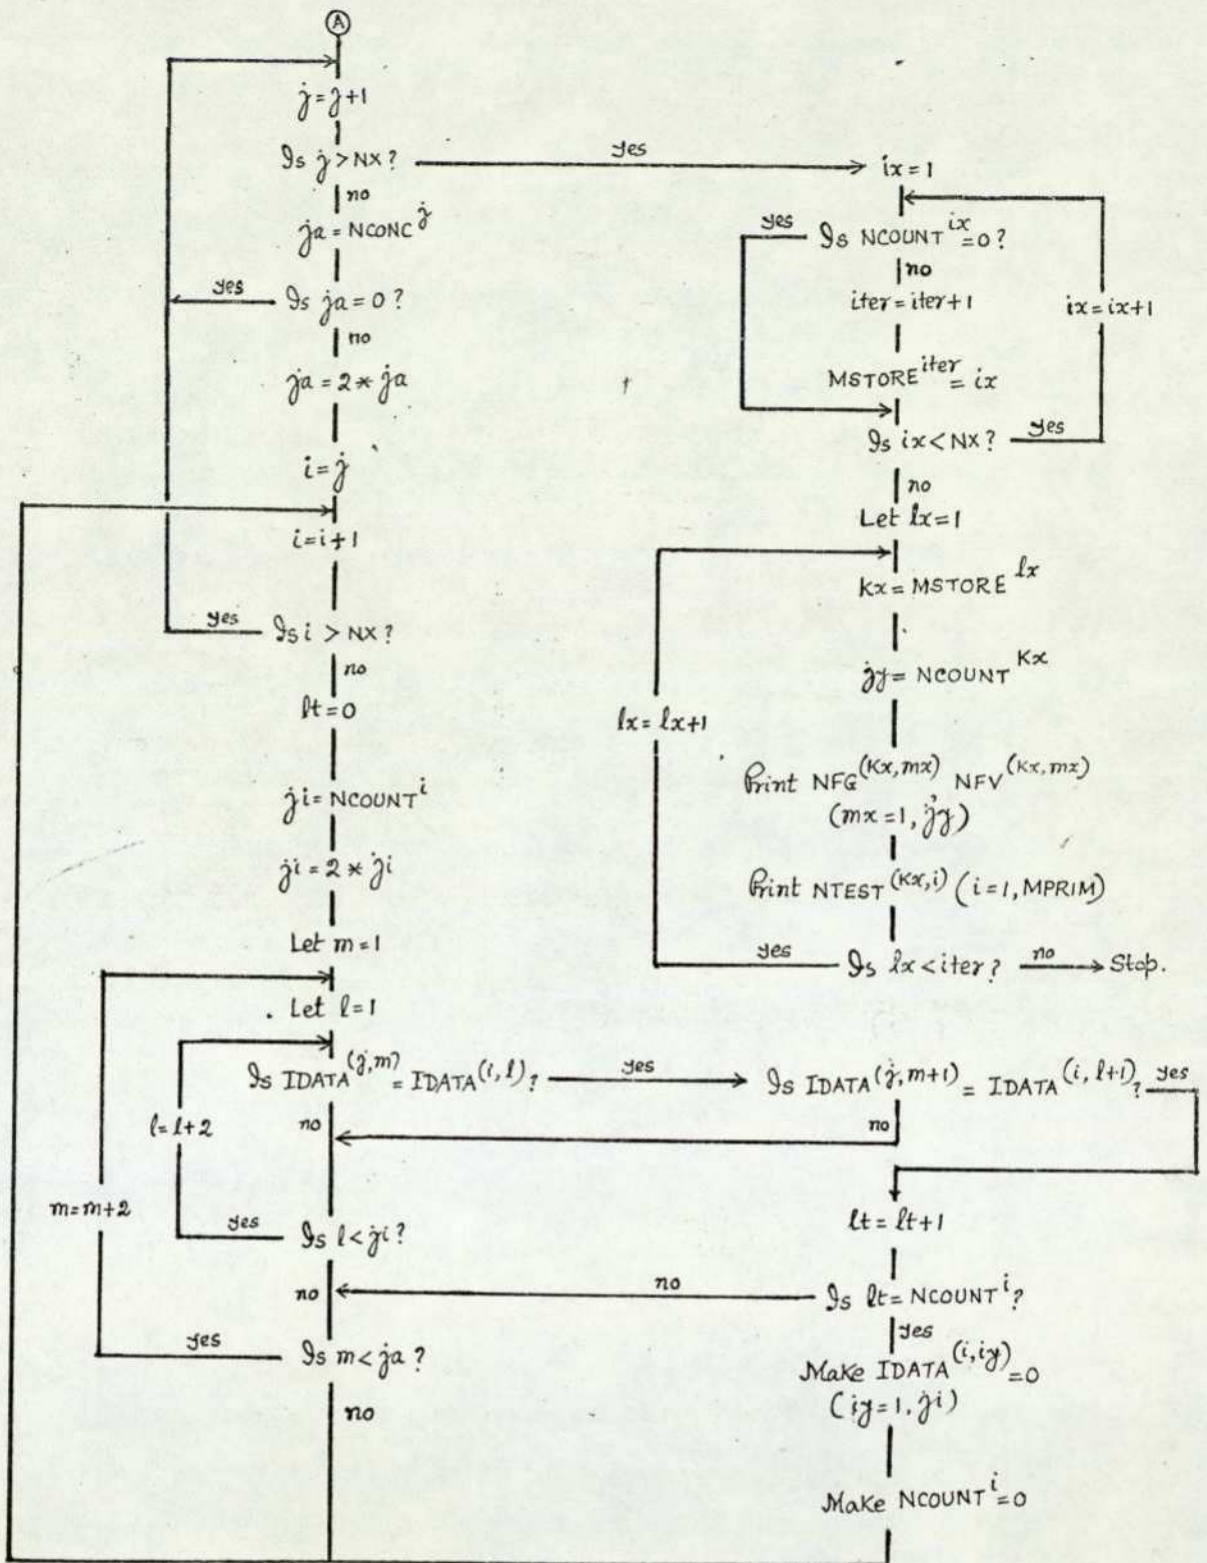 A
j=j+1
Is j > NX?
yes
no
ja = NCONC^j
yes
Is ja = 0?
no
ja = 2 * ja
i = j
i=i+1
yes
Is i > NX?
no
lt=0
ji = NCOUNT^i
ji = 2 * ji
Let m = 1
. Let l = 1
Is IDATA^(j,m) = IDATA^(i,l)?
yes
Is IDATA^(j,m+1) = IDATA^(i,l+1)?
yes
no
no
l=l+2
m=m+2
yes
Is l < ji?
no
yes
Is m < ja?
no
lt = lt+1
no
Is lt = NCOUNT^i?
yes
Make IDATA^(i,iy) = 0
(iy=1, ji)
Make NCOUNT^i = 0
ix = 1
yes
Is NCOUNT^ix = 0?
no
iter = iter+1
ix = ix+1
MSTORE^iter = ix
Is ix < NX?
yes
no
Let lx=1
Kx = MSTORE^lx
jy = NCOUNT^Kx
lx = lx+1
Print NFG^(Kx,mx) NFV^(Kx,mx)
(mx=1, jy)
Print NTEST^(Kx,i) (i=1, MPRIM)
yes
Is lx < iter?
no
Stop.